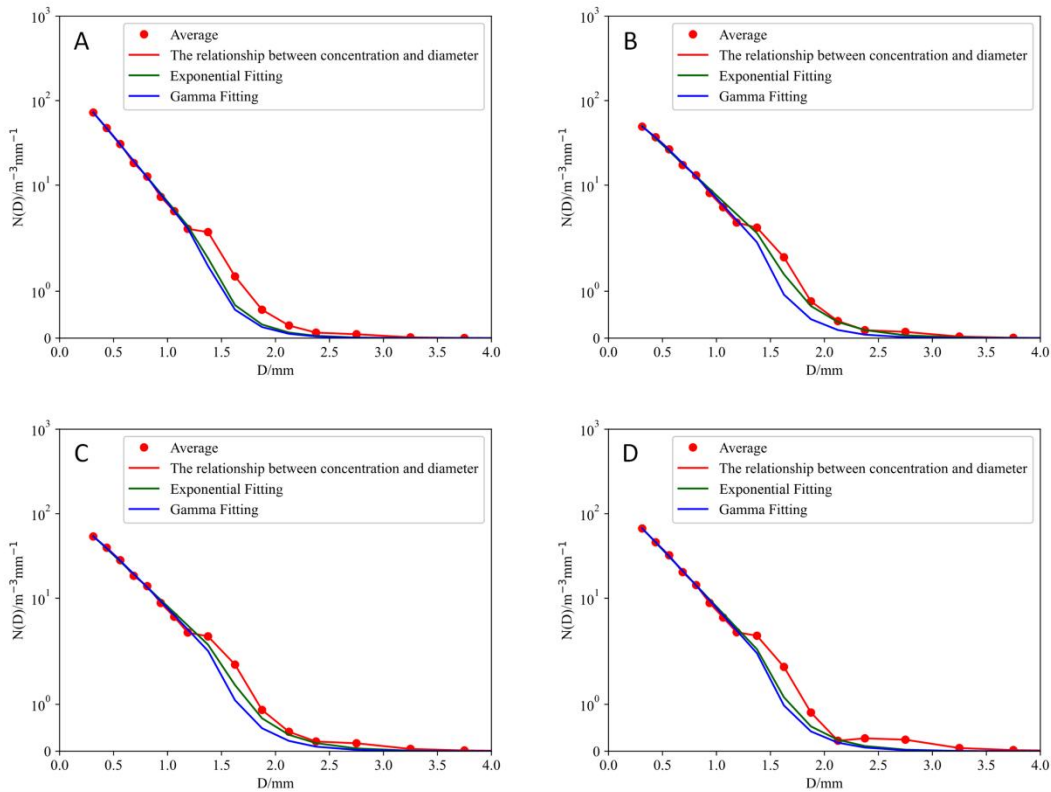 A
Average
The relationship between concentration and diameter
Exponential Fitting
Gamma Fitting
N(D)/m⁻³mm⁻¹
10³
10²
10¹
10⁰
0
0.0 0.5 1.0 1.5 2.0 2.5 3.0 3.5 4.0
D/mm
B
Average
The relationship between concentration and diameter
Exponential Fitting
Gamma Fitting
N(D)/m⁻³mm⁻¹
10³
10²
10¹
10⁰
0
0.0 0.5 1.0 1.5 2.0 2.5 3.0 3.5 4.0
D/mm
C
Average
The relationship between concentration and diameter
Exponential Fitting
Gamma Fitting
N(D)/m⁻³mm⁻¹
10³
10²
10¹
10⁰
0
0.0 0.5 1.0 1.5 2.0 2.5 3.0 3.5 4.0
D/mm
D
Average
The relationship between concentration and diameter
Exponential Fitting
Gamma Fitting
N(D)/m⁻³mm⁻¹
10³
10²
10¹
10⁰
0
0.0 0.5 1.0 1.5 2.0 2.5 3.0 3.5 4.0
D/mm